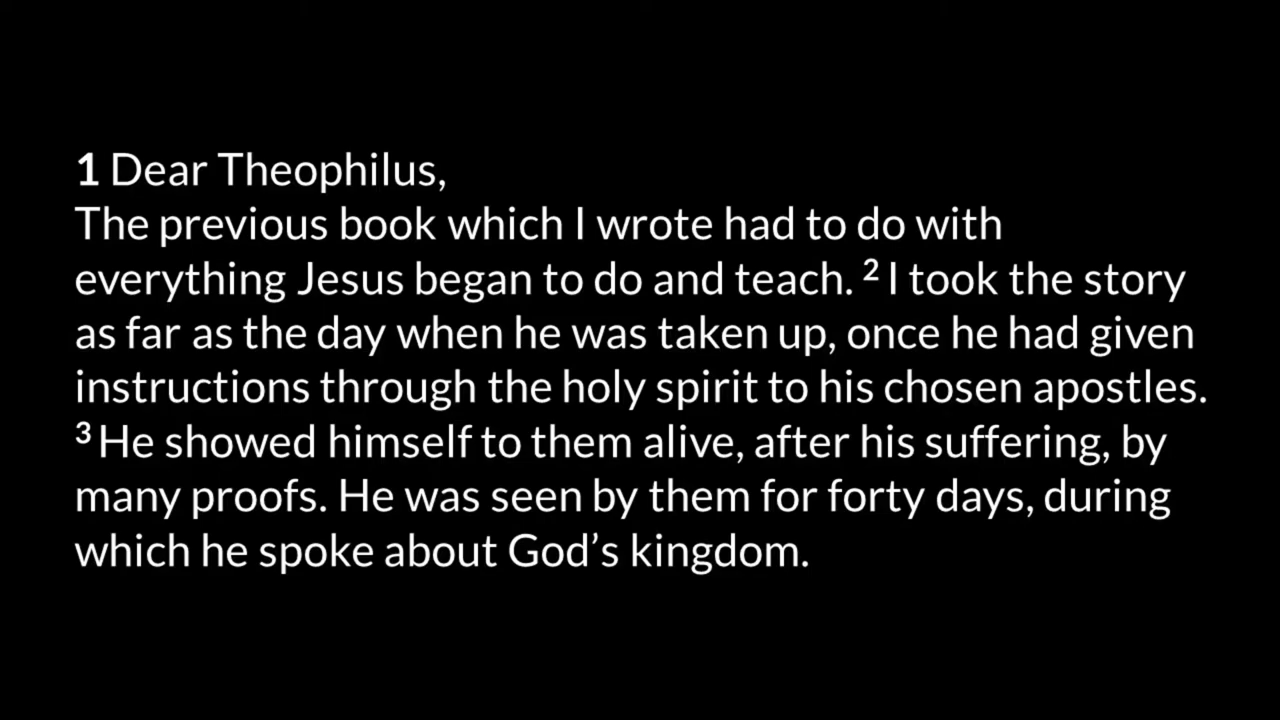 1 Dear Theophilus,
The previous book which I wrote had to do with
everything Jesus began to do and teach. 2 I took the story
as far as the day when he was taken up, once he had given
instructions through the holy spirit to his chosen apostles.
3 He showed himself to them alive, after his suffering, by
many proofs. He was seen by them for forty days, during
which he spoke about God’s kingdom.